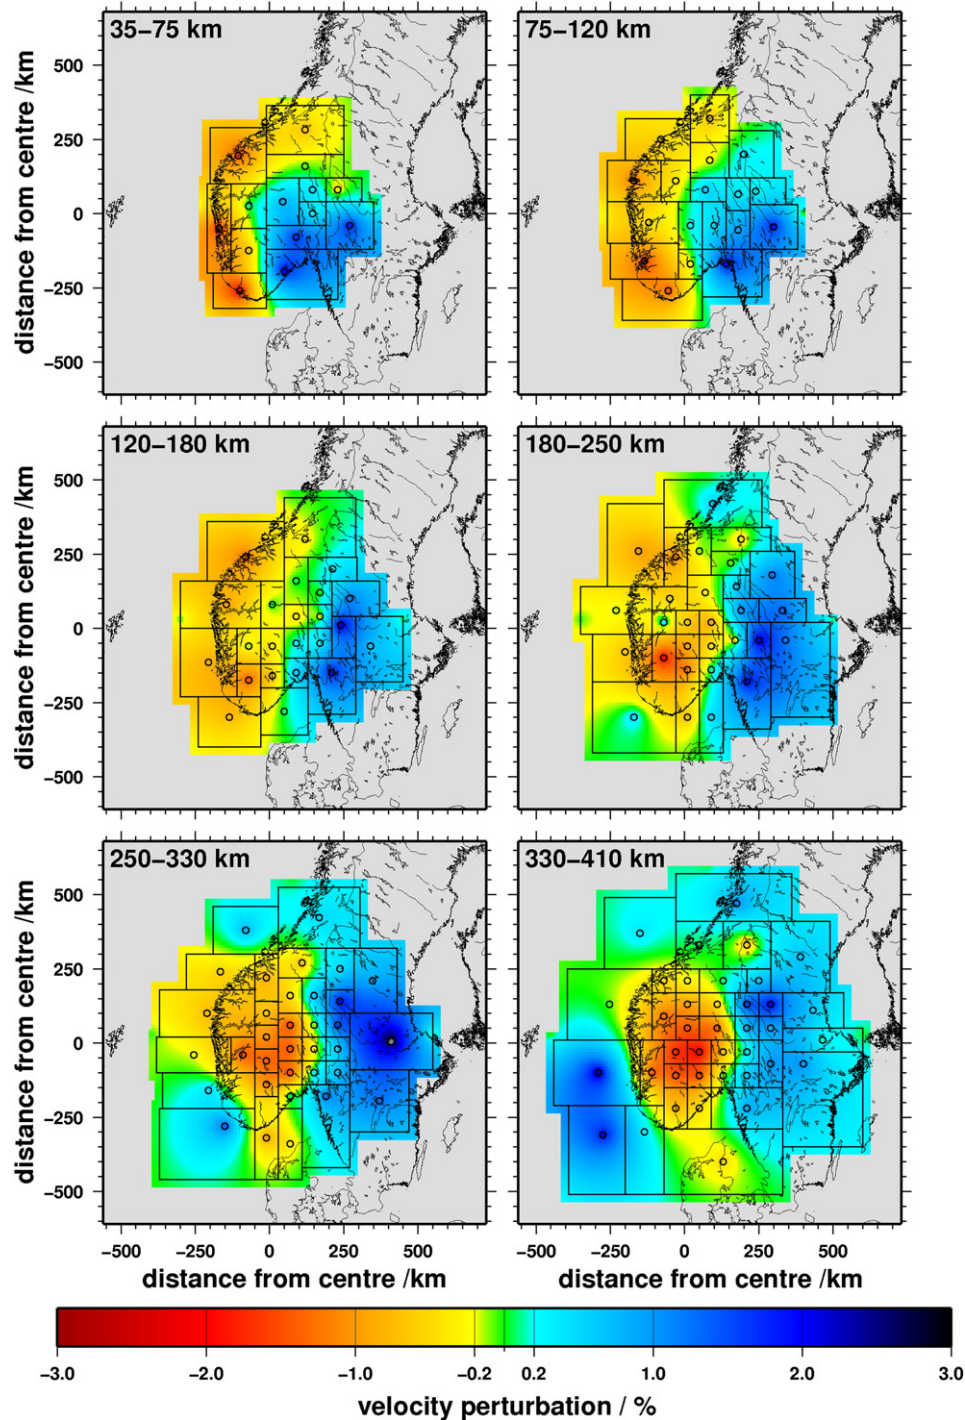 35–75 km
75–120 km
distance from centre /km
500
250
0
−250
−500
120–180 km
180–250 km
distance from centre /km
500
250
0
−250
−500
250–330 km
330–410 km
distance from centre /km
500
250
0
−250
−500
−500 −250 0 250 500
−500 −250 0 250 500
distance from centre /km
distance from centre /km
−3.0 −2.0 −1.0 −0.2 0.2 1.0 2.0 3.0
velocity perturbation / %